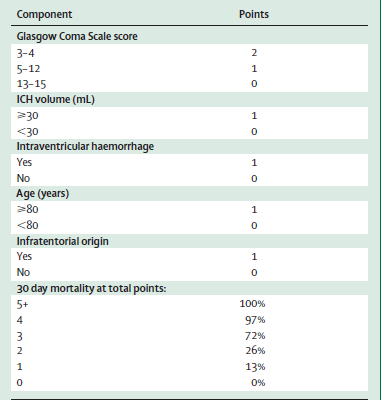 Component Points
Glasgow Coma Scale score
3–4 2
5–12 1
13–15 0
ICH volume (mL)
⩾30 1
<30 0
Intraventricular haemorrhage
Yes 1
No 0
Age (years)
⩾80 1
<80 0
Infratentorial origin
Yes 1
No 0
30 day mortality at total points:
5+ 100%
4 97%
3 72%
2 26%
1 13%
0 0%